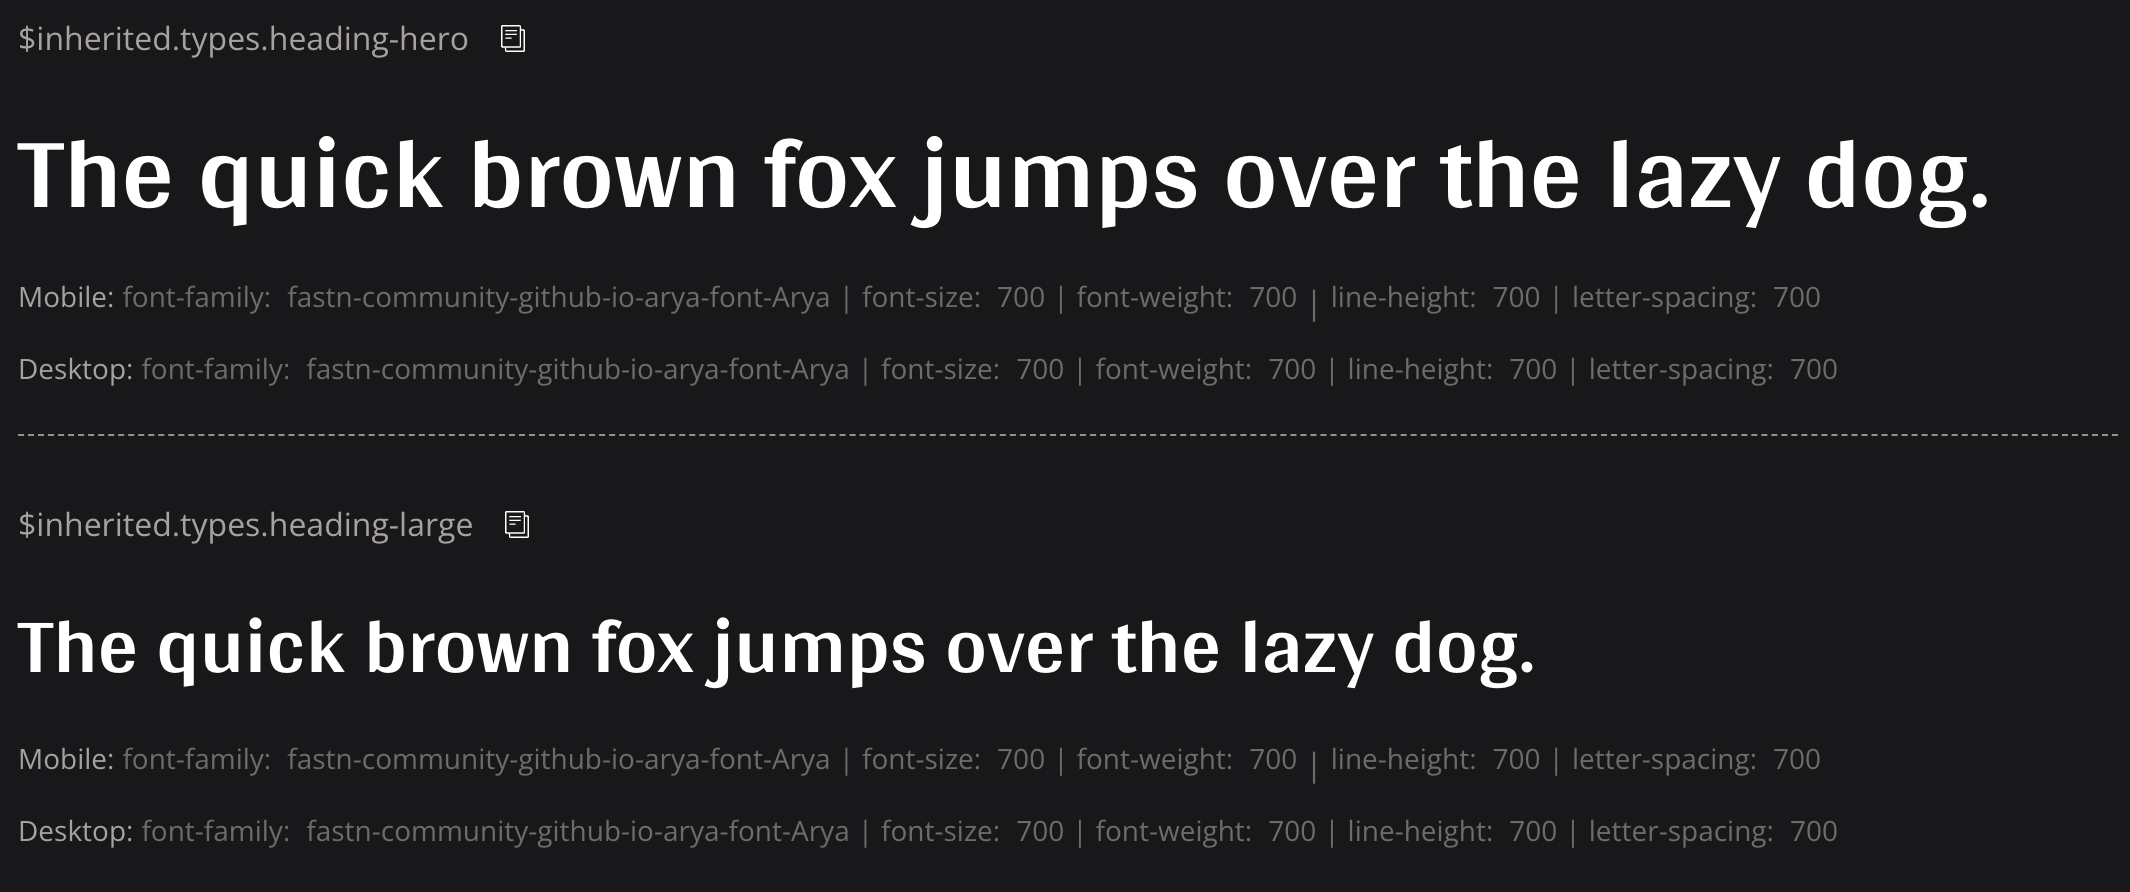 $inherited.types.heading-hero
The quick brown fox jumps over the lazy dog.
Mobile: font-family: fastn-community-github-io-arya-font-Arya | font-size: 700 | font-weight: 700 | line-height: 700 | letter-spacing: 700
Desktop: font-family: fastn-community-github-io-arya-font-Arya | font-size: 700 | font-weight: 700 | line-height: 700 | letter-spacing: 700
$inherited.types.heading-large
The quick brown fox jumps over the lazy dog.
Mobile: font-family: fastn-community-github-io-arya-font-Arya | font-size: 700 | font-weight: 700 | line-height: 700 | letter-spacing: 700
Desktop: font-family: fastn-community-github-io-arya-font-Arya | font-size: 700 | font-weight: 700 | line-height: 700 | letter-spacing: 700